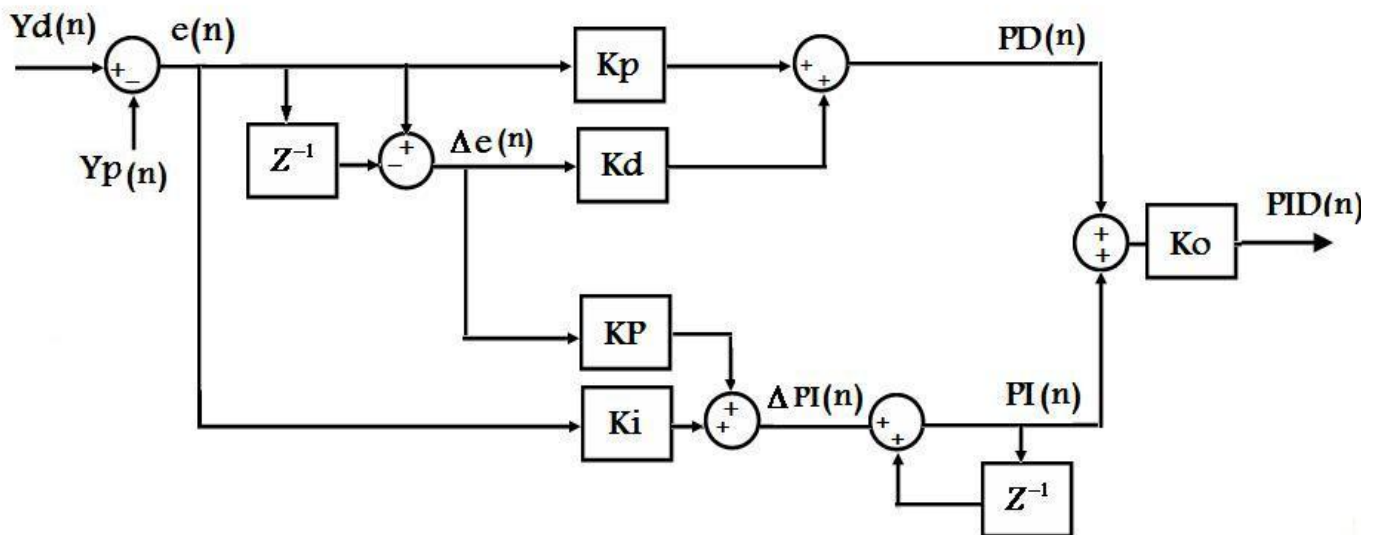 Yd(n)
e(n)
Kp
+
+
PD(n)
+
−
Yp(n)
Z⁻¹
+
−
Δe(n)
Kd
+
+
Ko
PID(n)
KP
Ki
+
+
ΔPI(n)
+
+
PI(n)
Z⁻¹